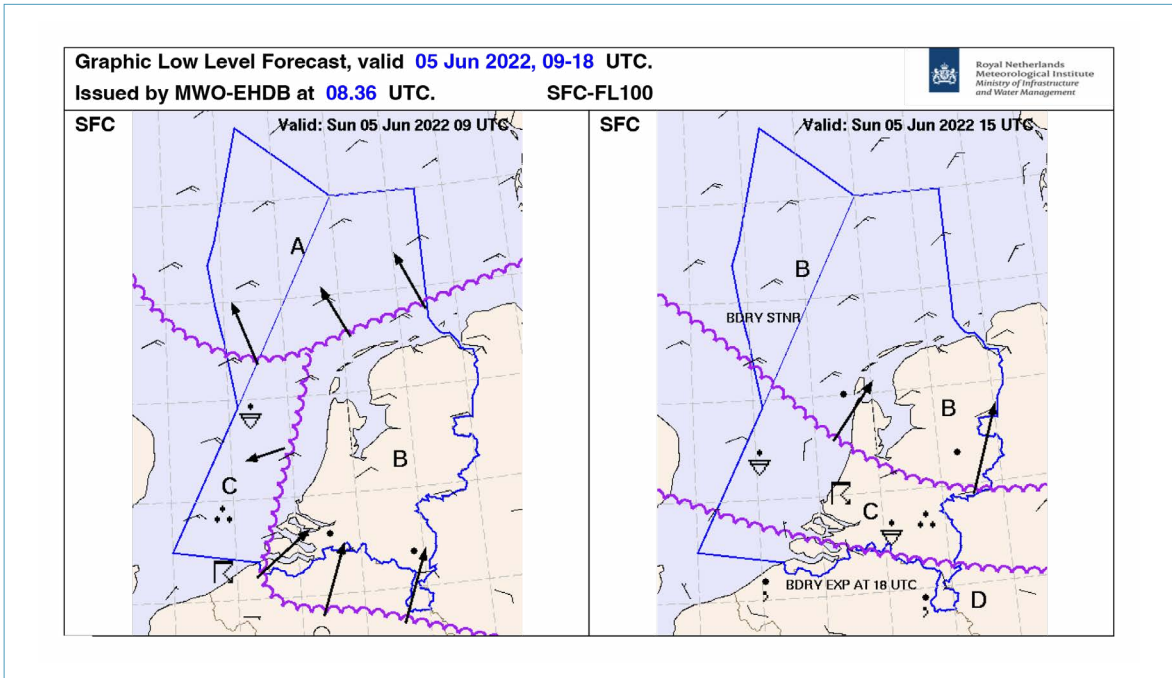 Graphic Low Level Forecast, valid 05 Jun 2022, 09-18 UTC.
Issued by MWO-EHDB at 08.36 UTC. SFC-FL100
Royal Netherlands
Meteorological Institute
Ministry of Infrastructure
and Water Management
SFC Valid: Sun 05 Jun 2022 09 UTC
A
B
C
SFC Valid: Sun 05 Jun 2022 15 UTC
B
BDRY STNR
B
C
BDRY EXP AT 18 UTC
D